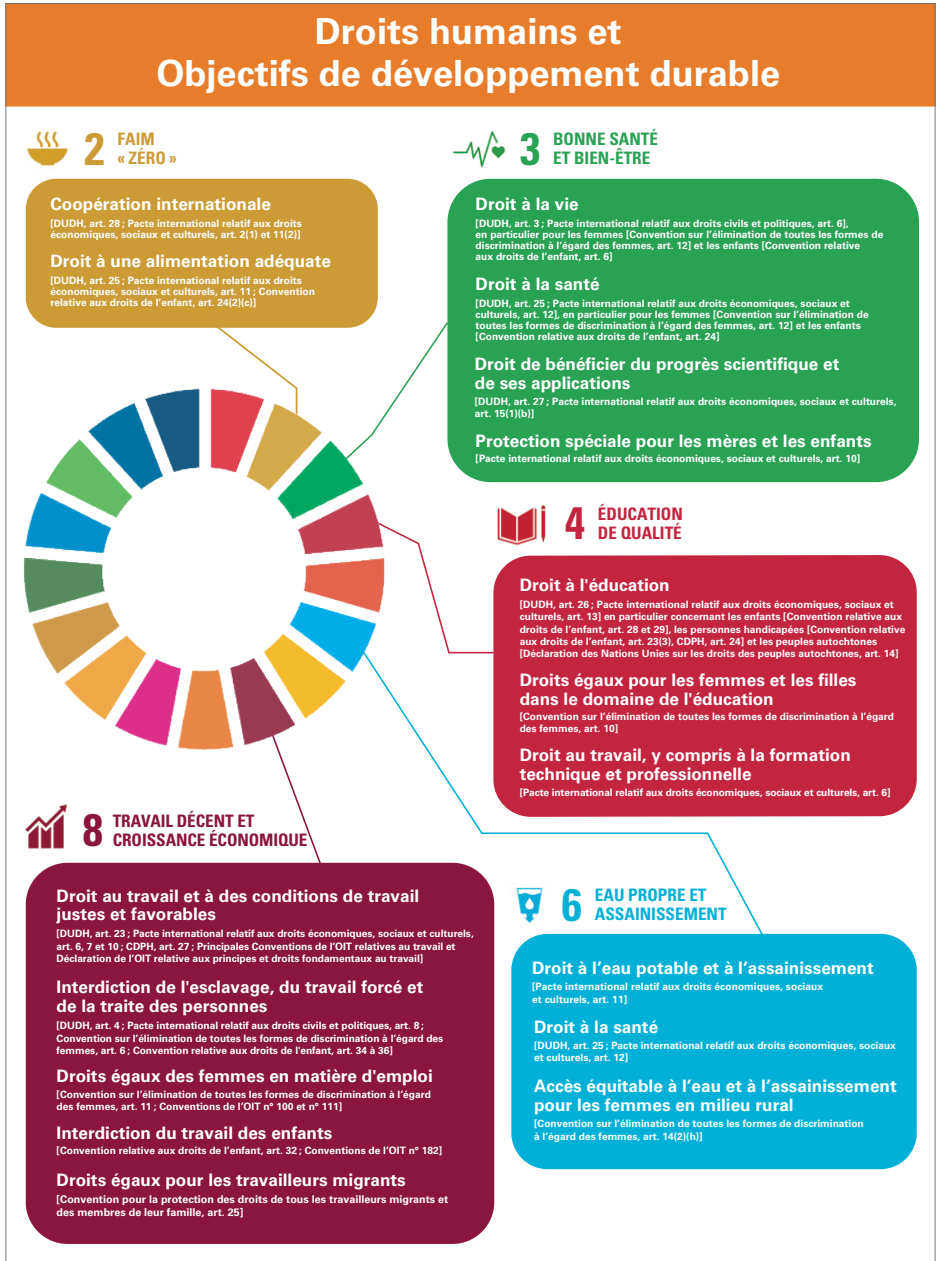 Droits humains et
Objectifs de développement durable
2 FAIM
« ZÉRO »
Coopération internationale
[DUDH, art. 28 ; Pacte international relatif aux droits
économiques, sociaux et culturels, art. 2(1) et 11(2)]
Droit à une alimentation adéquate
[DUDH, art. 25 ; Pacte international relatif aux droits
économiques, sociaux et culturels, art. 11 ; Convention
relative aux droits de l'enfant, art. 24(2)(c)]
3 BONNE SANTÉ
ET BIEN-ÊTRE
Droit à la vie
[DUDH, art. 3 ; Pacte international relatif aux droits civils et politiques, art. 6],
en particulier pour les femmes [Convention sur l'élimination de toutes les formes de
discrimination à l'égard des femmes, art. 12] et les enfants [Convention relative
aux droits de l'enfant, art. 6]
Droit à la santé
[DUDH, art. 25 ; Pacte international relatif aux droits économiques, sociaux et
culturels, art. 12], en particulier pour les femmes [Convention sur l'élimination de
toutes les formes de discrimination à l'égard des femmes, art. 12] et les enfants
[Convention relative aux droits de l'enfant, art. 24]
Droit de bénéficier du progrès scientifique et
de ses applications
[DUDH, art. 27 ; Pacte international relatif aux droits économiques, sociaux et culturels,
art. 15(1)(b)]
Protection spéciale pour les mères et les enfants
[Pacte international relatif aux droits économiques, sociaux et culturels, art. 10]
4 ÉDUCATION
DE QUALITÉ
Droit à l'éducation
[DUDH, art. 26 ; Pacte international relatif aux droits économiques, sociaux et
culturels, art. 13] en particulier concernant les enfants [Convention relative aux
droits de l'enfant, art. 28 et 29], les personnes handicapées [Convention relative
aux droits de l'enfant, art. 23(3), CDPH, art. 24] et les peuples autochtones
[Déclaration des Nations Unies sur les droits des peuples autochtones, art. 14]
Droits égaux pour les femmes et les filles
dans le domaine de l'éducation
[Convention sur l'élimination de toutes les formes de discrimination à l'égard
des femmes, art. 10]
Droit au travail, y compris à la formation
technique et professionnelle
[Pacte international relatif aux droits économiques, sociaux et culturels, art. 6]
8 TRAVAIL DÉCENT ET
CROISSANCE ÉCONOMIQUE
Droit au travail et à des conditions de travail
justes et favorables
[DUDH, art. 23 ; Pacte international relatif aux droits économiques, sociaux et culturels,
art. 6, 7 et 10 ; CDPH, art. 27 ; Principales Conventions de l'OIT relatives au travail et
Déclaration de l'OIT relative aux principes et droits fondamentaux au travail]
Interdiction de l'esclavage, du travail forcé et
de la traite des personnes
[DUDH, art. 4 ; Pacte international relatif aux droits civils et politiques, art. 8 ;
Convention sur l'élimination de toutes les formes de discrimination à l'égard des
femmes, art. 6 ; Convention relative aux droits de l'enfant, art. 34 à 36]
Droits égaux des femmes en matière d'emploi
[Convention sur l'élimination de toutes les formes de discrimination à l'égard
des femmes, art. 11 ; Conventions de l'OIT n° 100 et n° 111]
Interdiction du travail des enfants
[Convention relative aux droits de l'enfant, art. 32 ; Conventions de l'OIT n° 182]
Droits égaux pour les travailleurs migrants
[Convention pour la protection des droits de tous les travailleurs migrants et
des membres de leur famille, art. 25]
6 EAU PROPRE ET
ASSAINISSEMENT
Droit à l'eau potable et à l'assainissement
[Pacte international relatif aux droits économiques, sociaux
et culturels, art. 11]
Droit à la santé
[DUDH, art. 25 ; Pacte international relatif aux droits économiques, sociaux
et culturels, art. 12]
Accès équitable à l'eau et à l'assainissement
pour les femmes en milieu rural
[Convention sur l'élimination de toutes les formes de discrimination
à l'égard des femmes, art. 14(2)(h)]